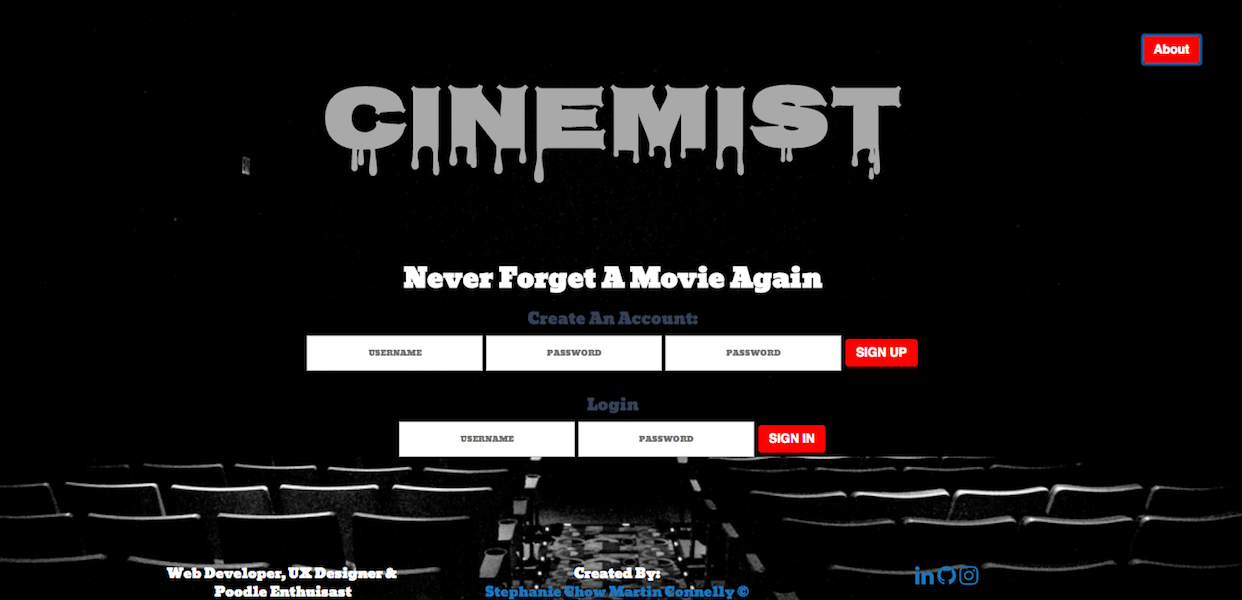 About
CINEMIST
Never Forget A Movie Again
Create An Account:
USERNAME PASSWORD PASSWORD SIGN UP
Login
USERNAME PASSWORD SIGN IN
Web Developer, UX Designer &
Poodle Enthuisast
Created By:
Stephanie Chow Martin Connelly ©